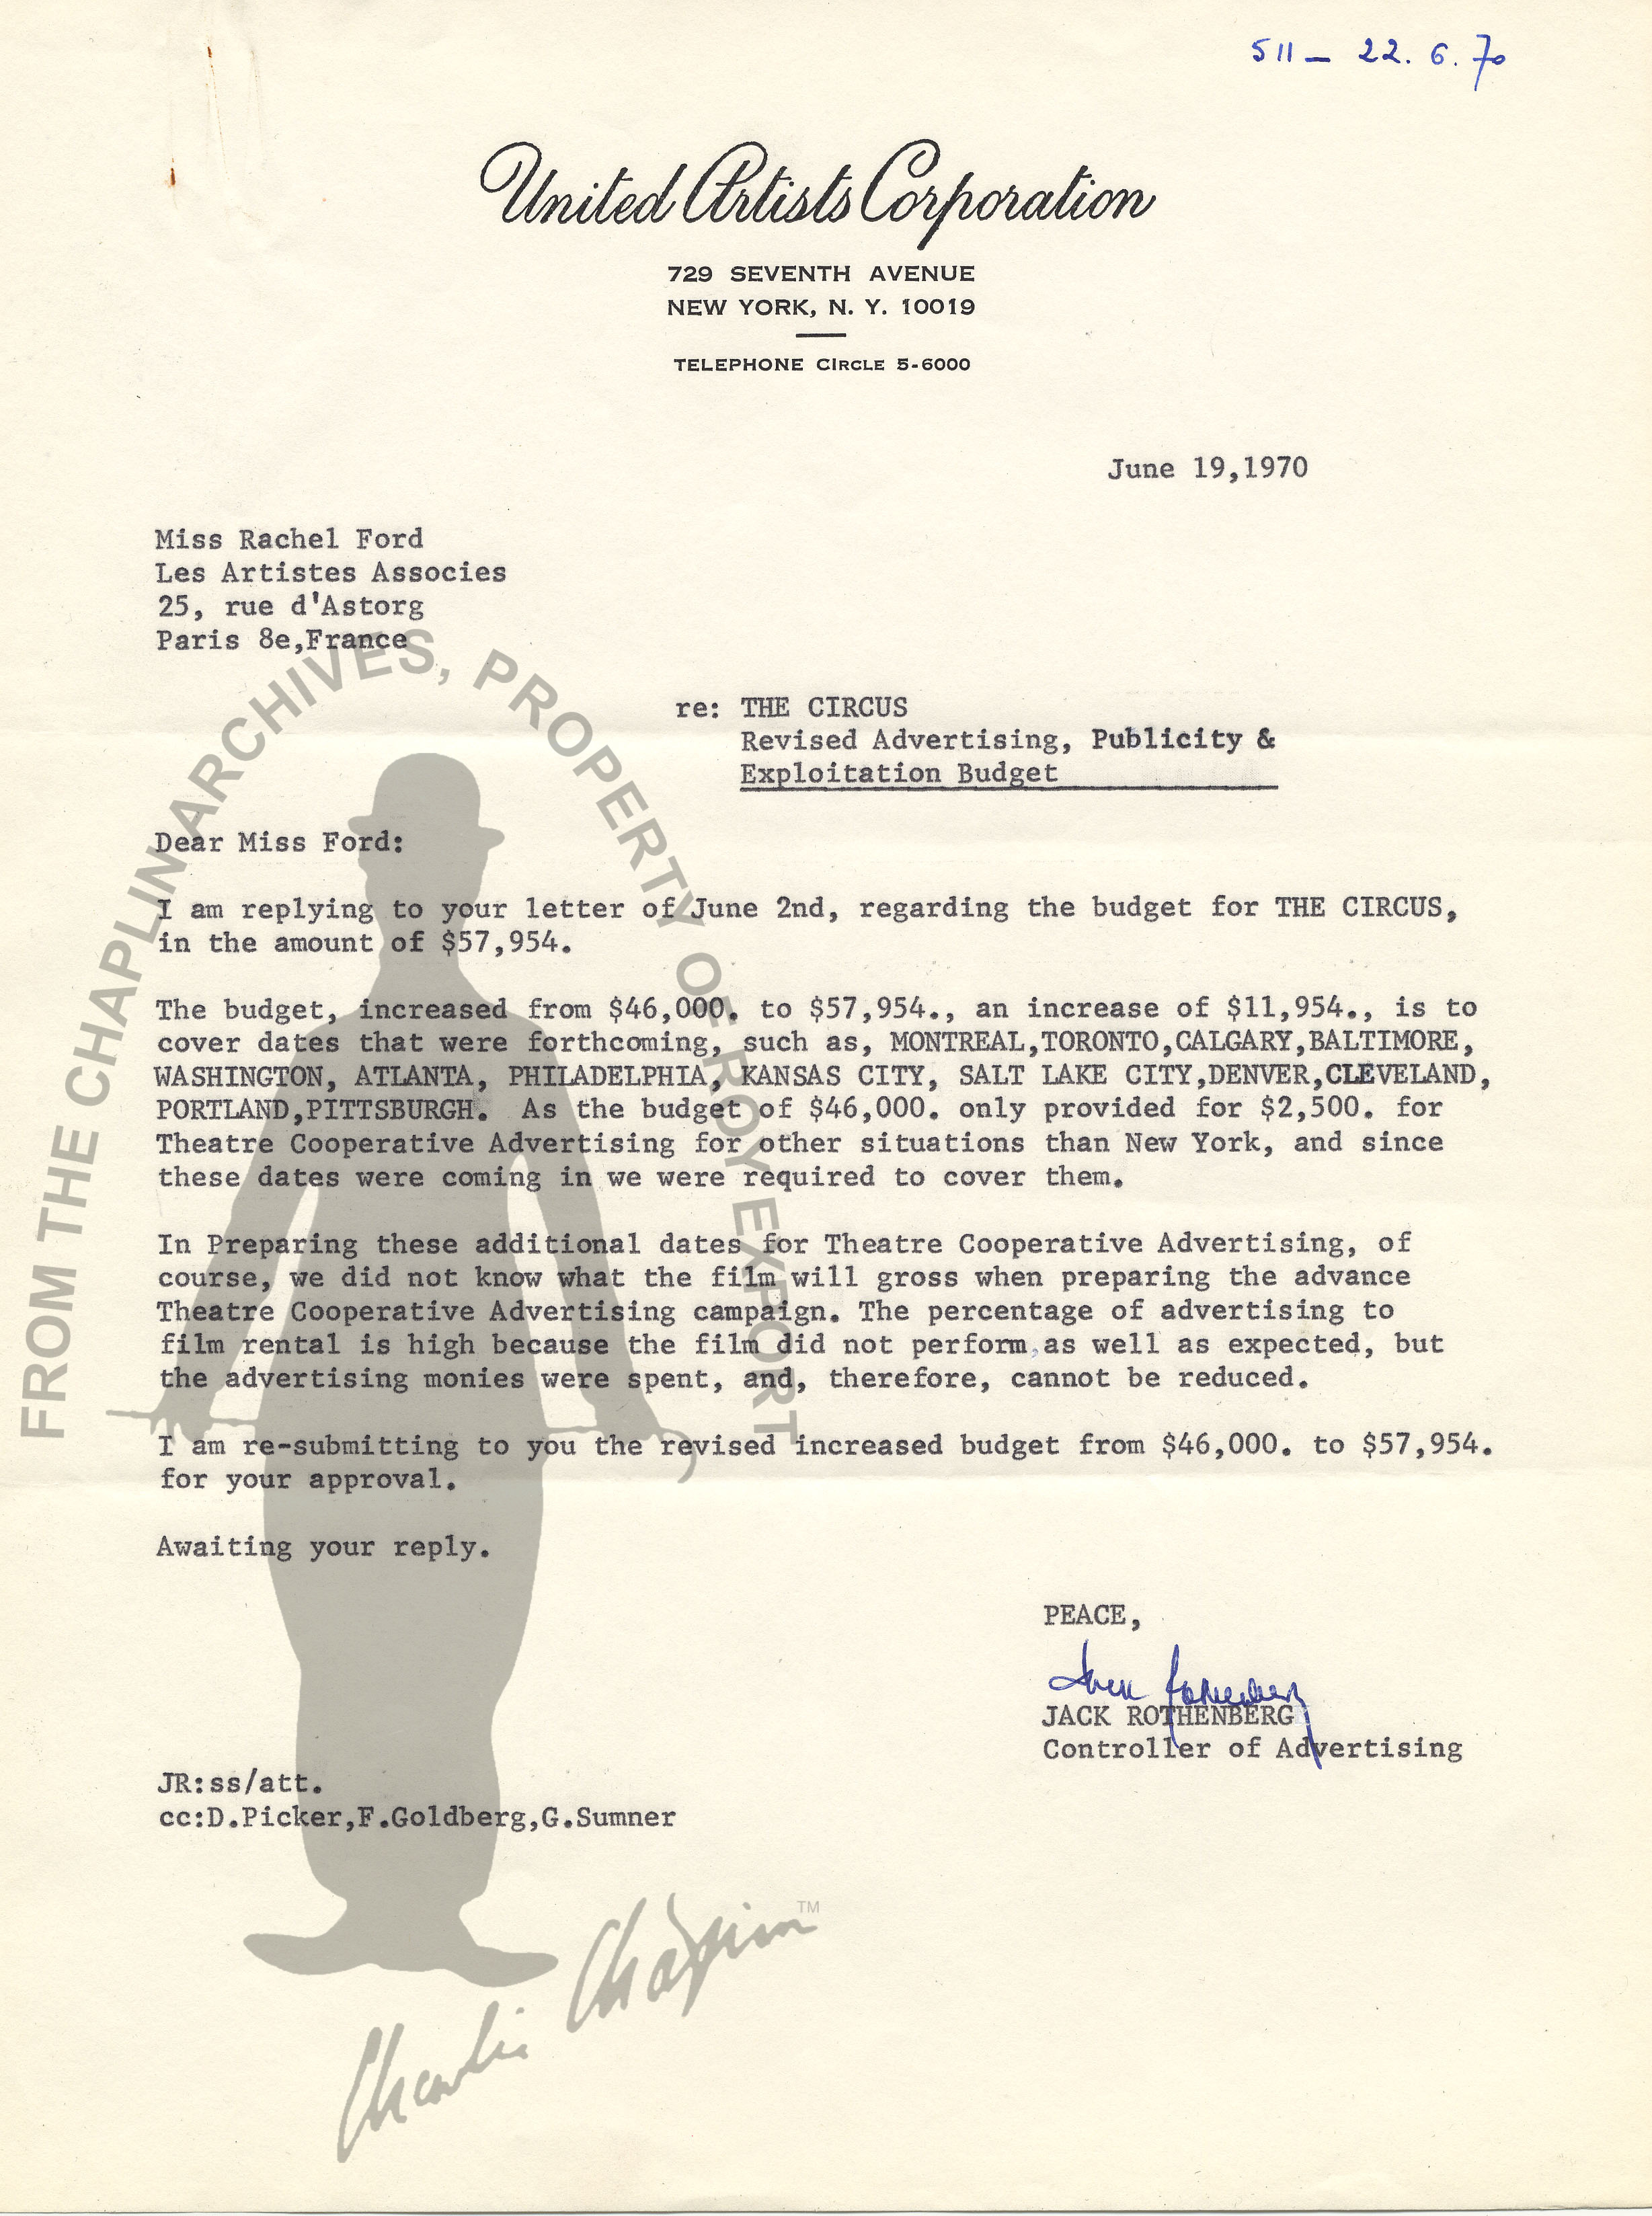 511 — 22. 6. 70
United Artists Corporation
729 SEVENTH AVENUE
NEW YORK, N. Y. 10019
TELEPHONE CIRCLE 5-6000
June 19,1970
Miss Rachel Ford
Les Artistes Associes
25, rue d'Astorg
Paris 8e,France
re: THE CIRCUS
Revised Advertising, Publicity &
Exploitation Budget
Dear Miss Ford:
I am replying to your letter of June 2nd, regarding the budget for THE CIRCUS,
in the amount of $57,954.
The budget, increased from $46,000. to $57,954., an increase of $11,954., is to
cover dates that were forthcoming, such as, MONTREAL,TORONTO,CALGARY,BALTIMORE,
WASHINGTON, ATLANTA, PHILADELPHIA, KANSAS CITY, SALT LAKE CITY,DENVER,CLEVELAND,
PORTLAND,PITTSBURGH. As the budget of $46,000. only provided for $2,500. for
Theatre Cooperative Advertising for other situations than New York, and since
these dates were coming in we were required to cover them.
In Preparing these additional dates for Theatre Cooperative Advertising, of
course, we did not know what the film will gross when preparing the advance
Theatre Cooperative Advertising campaign. The percentage of advertising to
film rental is high because the film did not perform,as well as expected, but
the advertising monies were spent, and, therefore, cannot be reduced.
I am re-submitting to you the revised increased budget from $46,000. to $57,954.
for your approval.
Awaiting your reply.
PEACE,
Jack Rothenberg
JACK ROTHENBERG
Controller of Advertising
JR:ss/att.
cc:D.Picker,F.Goldberg,G.Sumner
FROM THE CHAPLIN ARCHIVES, PROPERTY OF ROY EXPORT
Charlie Chaplin™